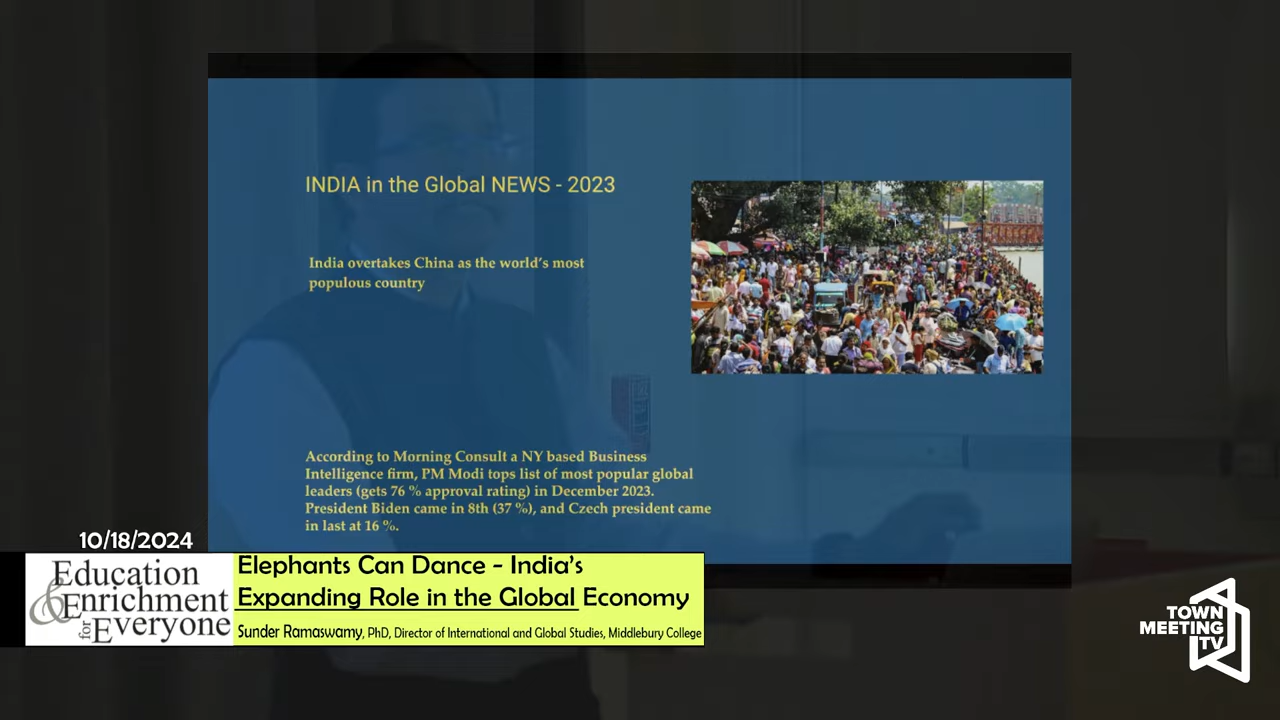 INDIA in the Global NEWS - 2023
India overtakes China as the world's most
populous country
According to Morning Consult a NY based Business
Intelligence firm, PM Modi tops list of most popular global
leaders (gets 76 % approval rating) in December 2023.
President Biden came in 8th (37 %), and Czech president came
in last at 16 %.
10/18/2024
Education
& Enrichment
for Everyone
Elephants Can Dance - India's
Expanding Role in the Global Economy
Sunder Ramaswamy, PhD, Director of International and Global Studies, Middlebury College
TOWN
MEETING
TV